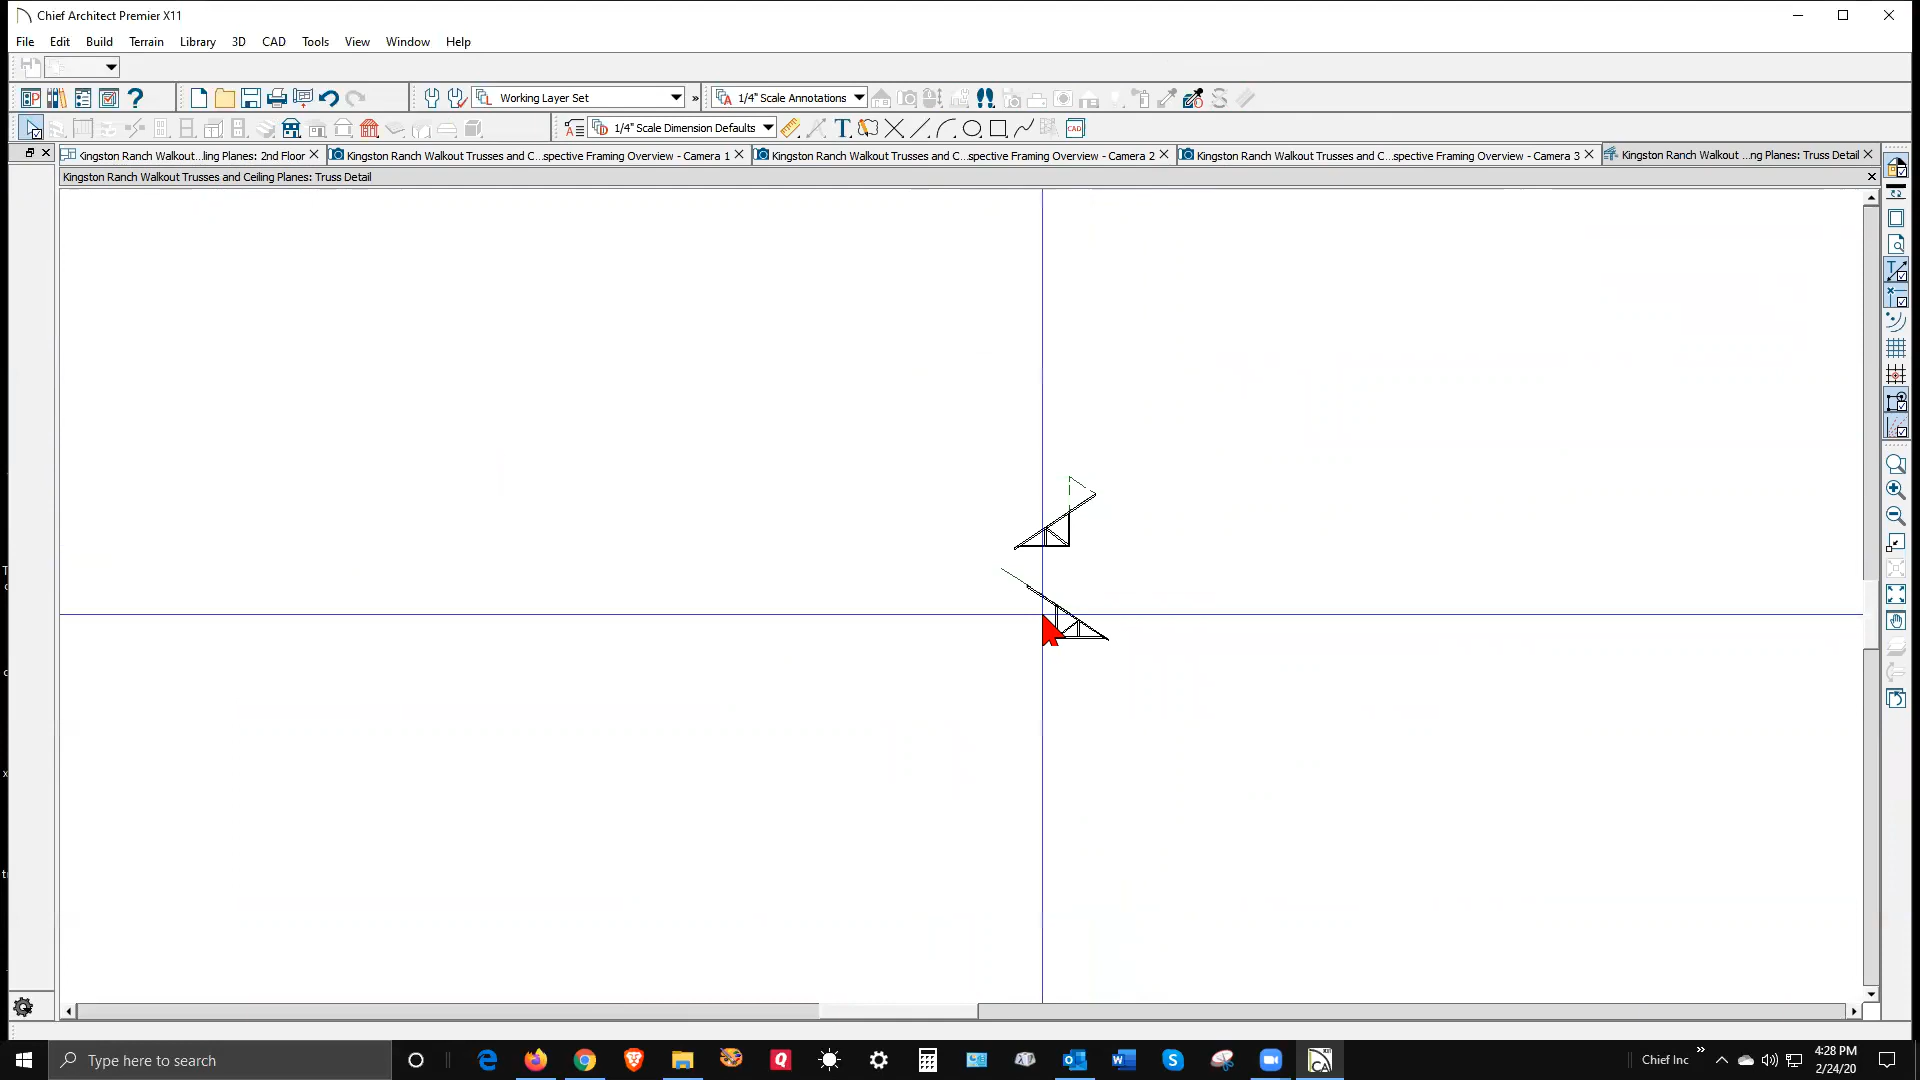 Chief Architect Premier X11
File Edit Build Terrain Library 3D CAD Tools View Window Help
Working Layer Set » 1/4" Scale Annotations
1/4" Scale Dimension Defaults CAD
Kingston Ranch Walkout...ling Planes: 2nd Floor Kingston Ranch Walkout Trusses and C...spective Framing Overview - Camera 1 Kingston Ranch Walkout Trusses and C...spective Framing Overview - Camera 2 Kingston Ranch Walkout Trusses and C...spective Framing Overview - Camera 3 Kingston Ranch Walkout ...ng Planes: Truss Detail
Kingston Ranch Walkout Trusses and Ceiling Planes: Truss Detail
Type here to search
Chief Inc »
4:28 PM
2/24/20